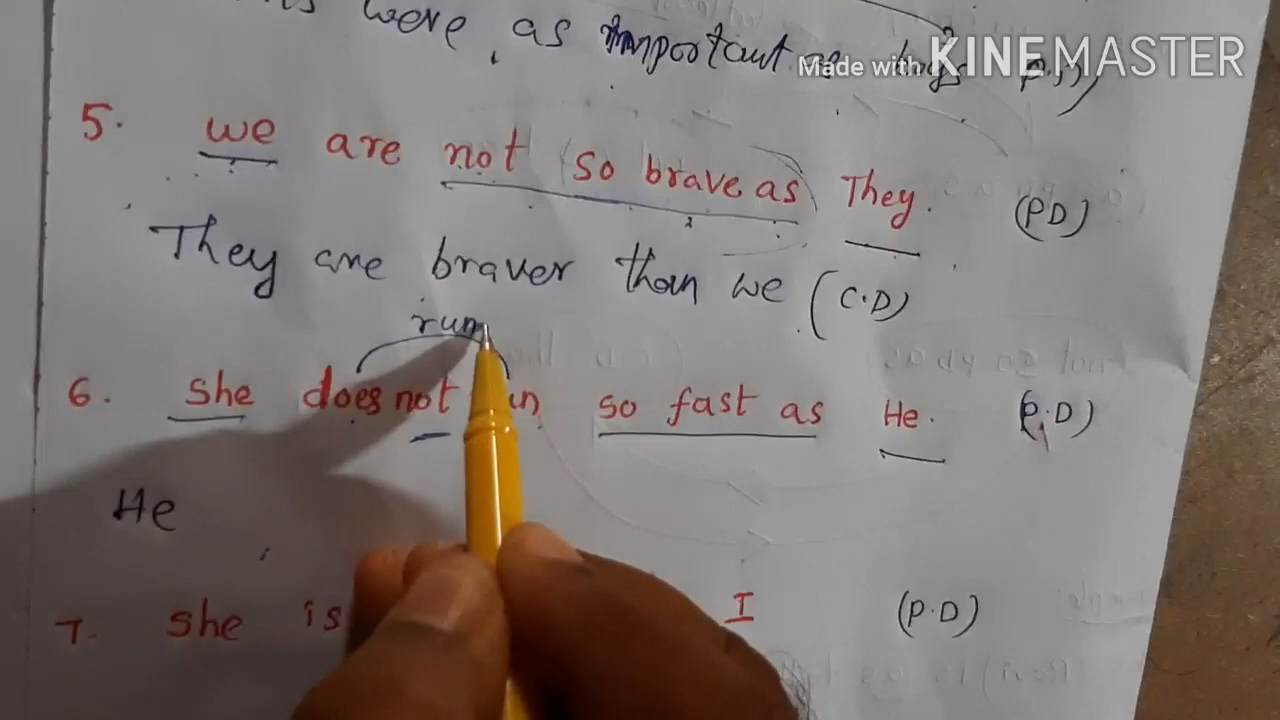 were as important as
Made with KINEMASTER
5. we are not so brave as They. (PD)
They are braver than we (C.D)
run
6. she does not so fast as He. (P.D)
He
7. she is I (P.D)